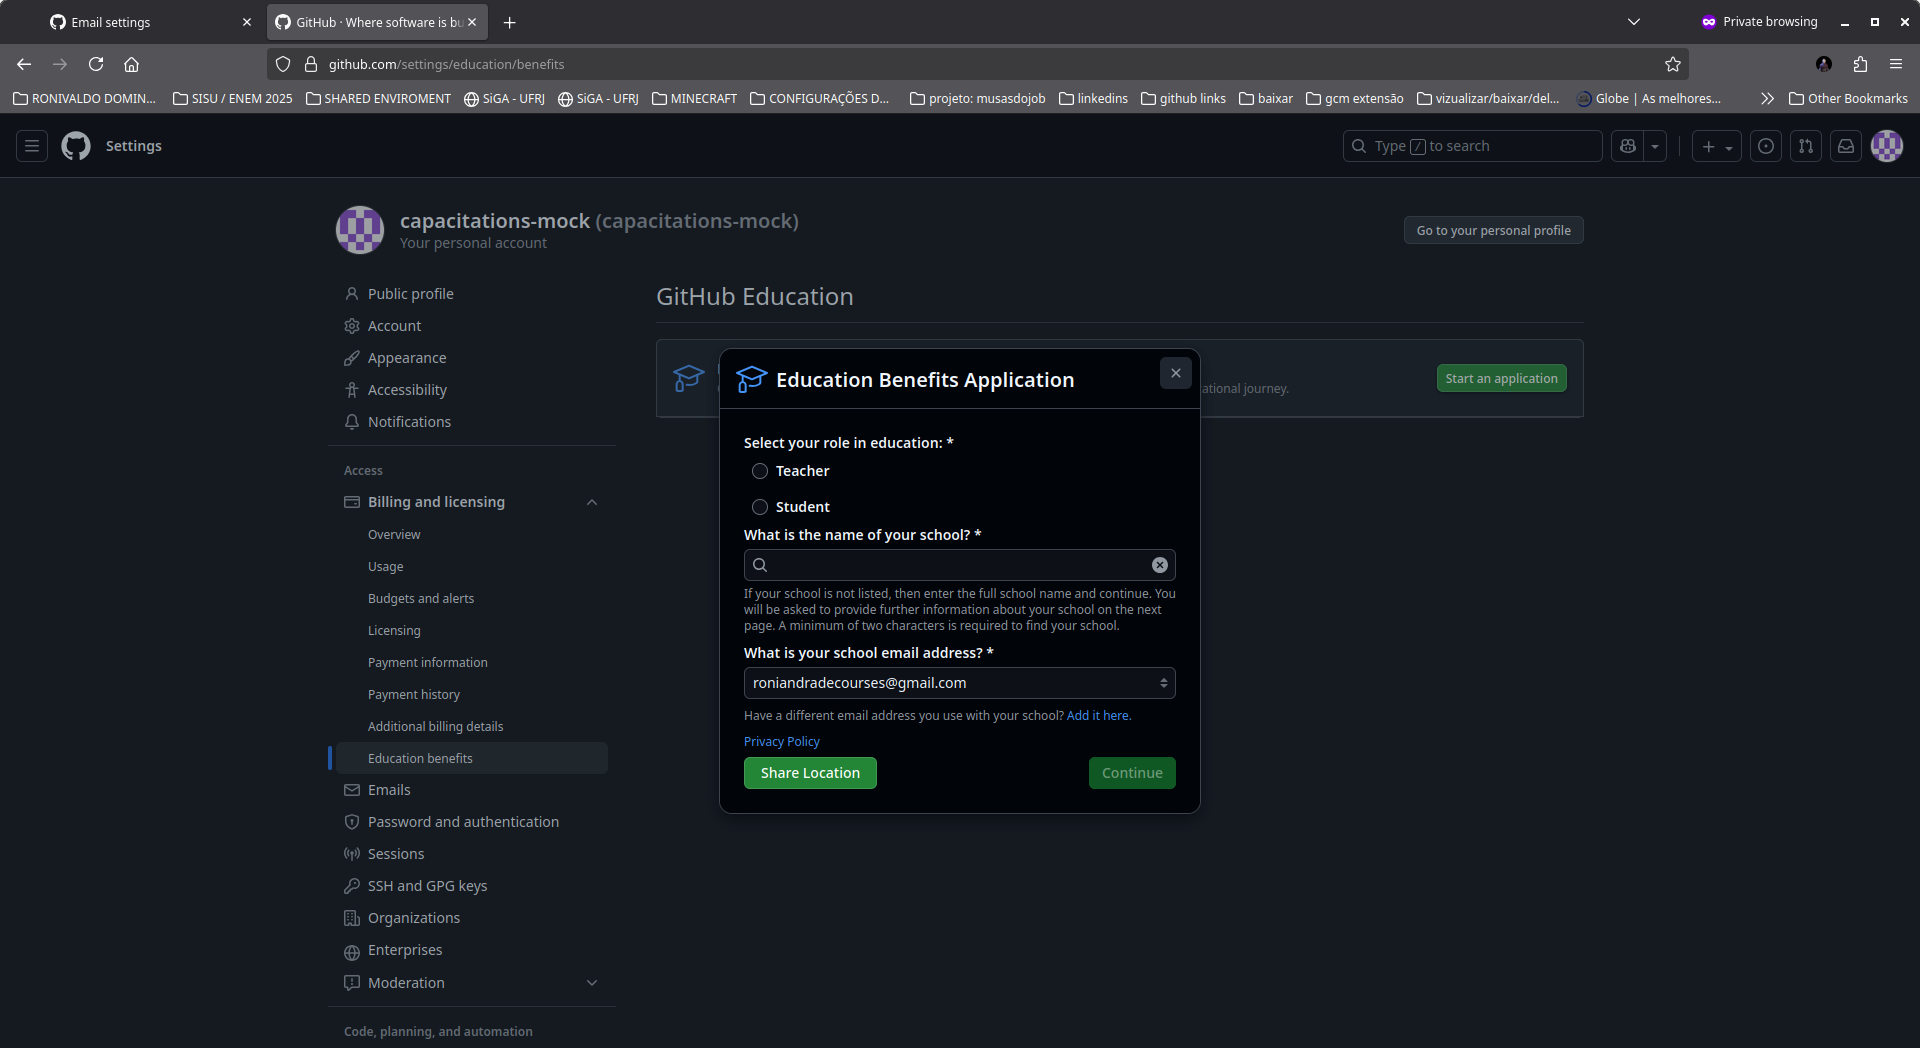 Email settings
GitHub · Where software is bu
Private browsing
github.com/settings/education/benefits
RONIVALDO DOMIN...
SISU / ENEM 2025
SHARED ENVIROMENT
SiGA - UFRJ
SiGA - UFRJ
MINECRAFT
CONFIGURAÇÕES D...
projeto: musasdojob
linkedins
github links
baixar
gcm extensão
vizualizar/baixar/del...
Globe | As melhores...
Other Bookmarks
Settings
Type / to search
capacitations-mock (capacitations-mock)
Your personal account
Go to your personal profile
Public profile
Account
Appearance
Accessibility
Notifications
Access
Billing and licensing
Overview
Usage
Budgets and alerts
Licensing
Payment information
Payment history
Additional billing details
Education benefits
Emails
Password and authentication
Sessions
SSH and GPG keys
Organizations
Enterprises
Moderation
Code, planning, and automation
GitHub Education
ational journey.
Start an application
Education Benefits Application
Select your role in education: *
Teacher
Student
What is the name of your school? *
If your school is not listed, then enter the full school name and continue. You
will be asked to provide further information about your school on the next
page. A minimum of two characters is required to find your school.
What is your school email address? *
roniandradecourses@gmail.com
Have a different email address you use with your school? Add it here.
Privacy Policy
Share Location
Continue